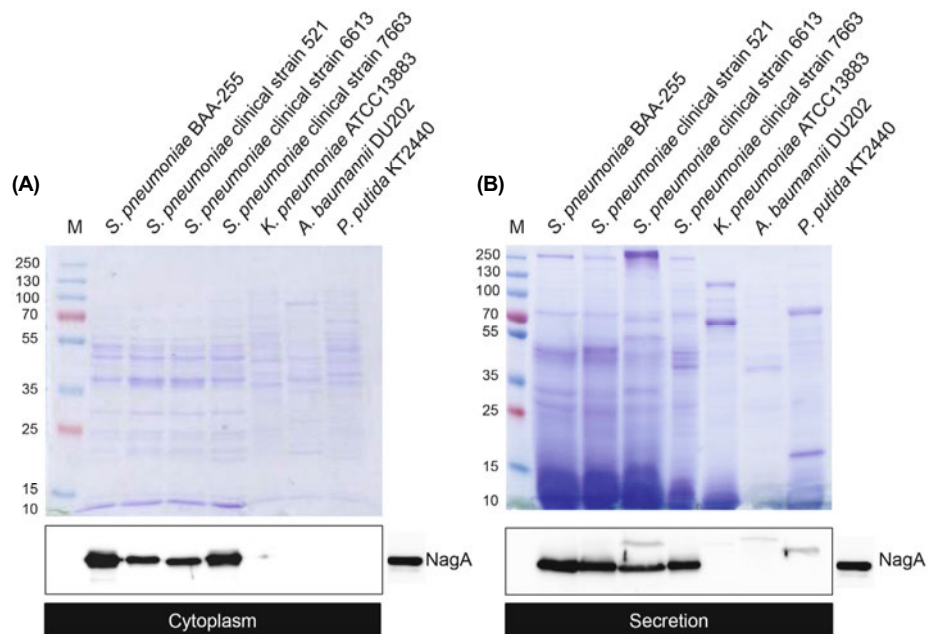 (A)
M
S. pneumoniae BAA-255
S. pneumoniae clinical strain 521
S. pneumoniae clinical strain 6613
S. pneumoniae clinical strain 7663
K. pneumoniae ATCC13883
A. baumannii DU202
P. putida KT2440
250
130
100
70
55
35
25
15
10
NagA
Cytoplasm
(B)
M
S. pneumoniae BAA-255
S. pneumoniae clinical strain 521
S. pneumoniae clinical strain 6613
S. pneumoniae clinical strain 7663
K. pneumoniae ATCC13883
A. baumannii DU202
P. putida KT2440
250
130
100
70
55
35
25
15
10
NagA
Secretion